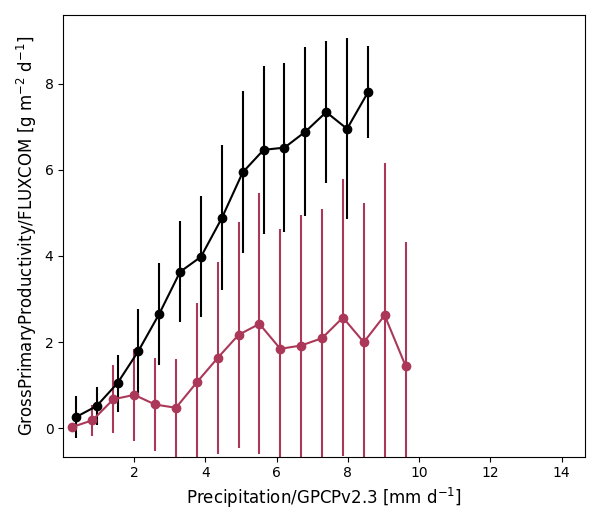 GrossPrimaryProductivity/FLUXCOM [g m⁻² d⁻¹]
8
6
4
2
0
2 4 6 8 10 12 14
Precipitation/GPCPv2.3 [mm d⁻¹]